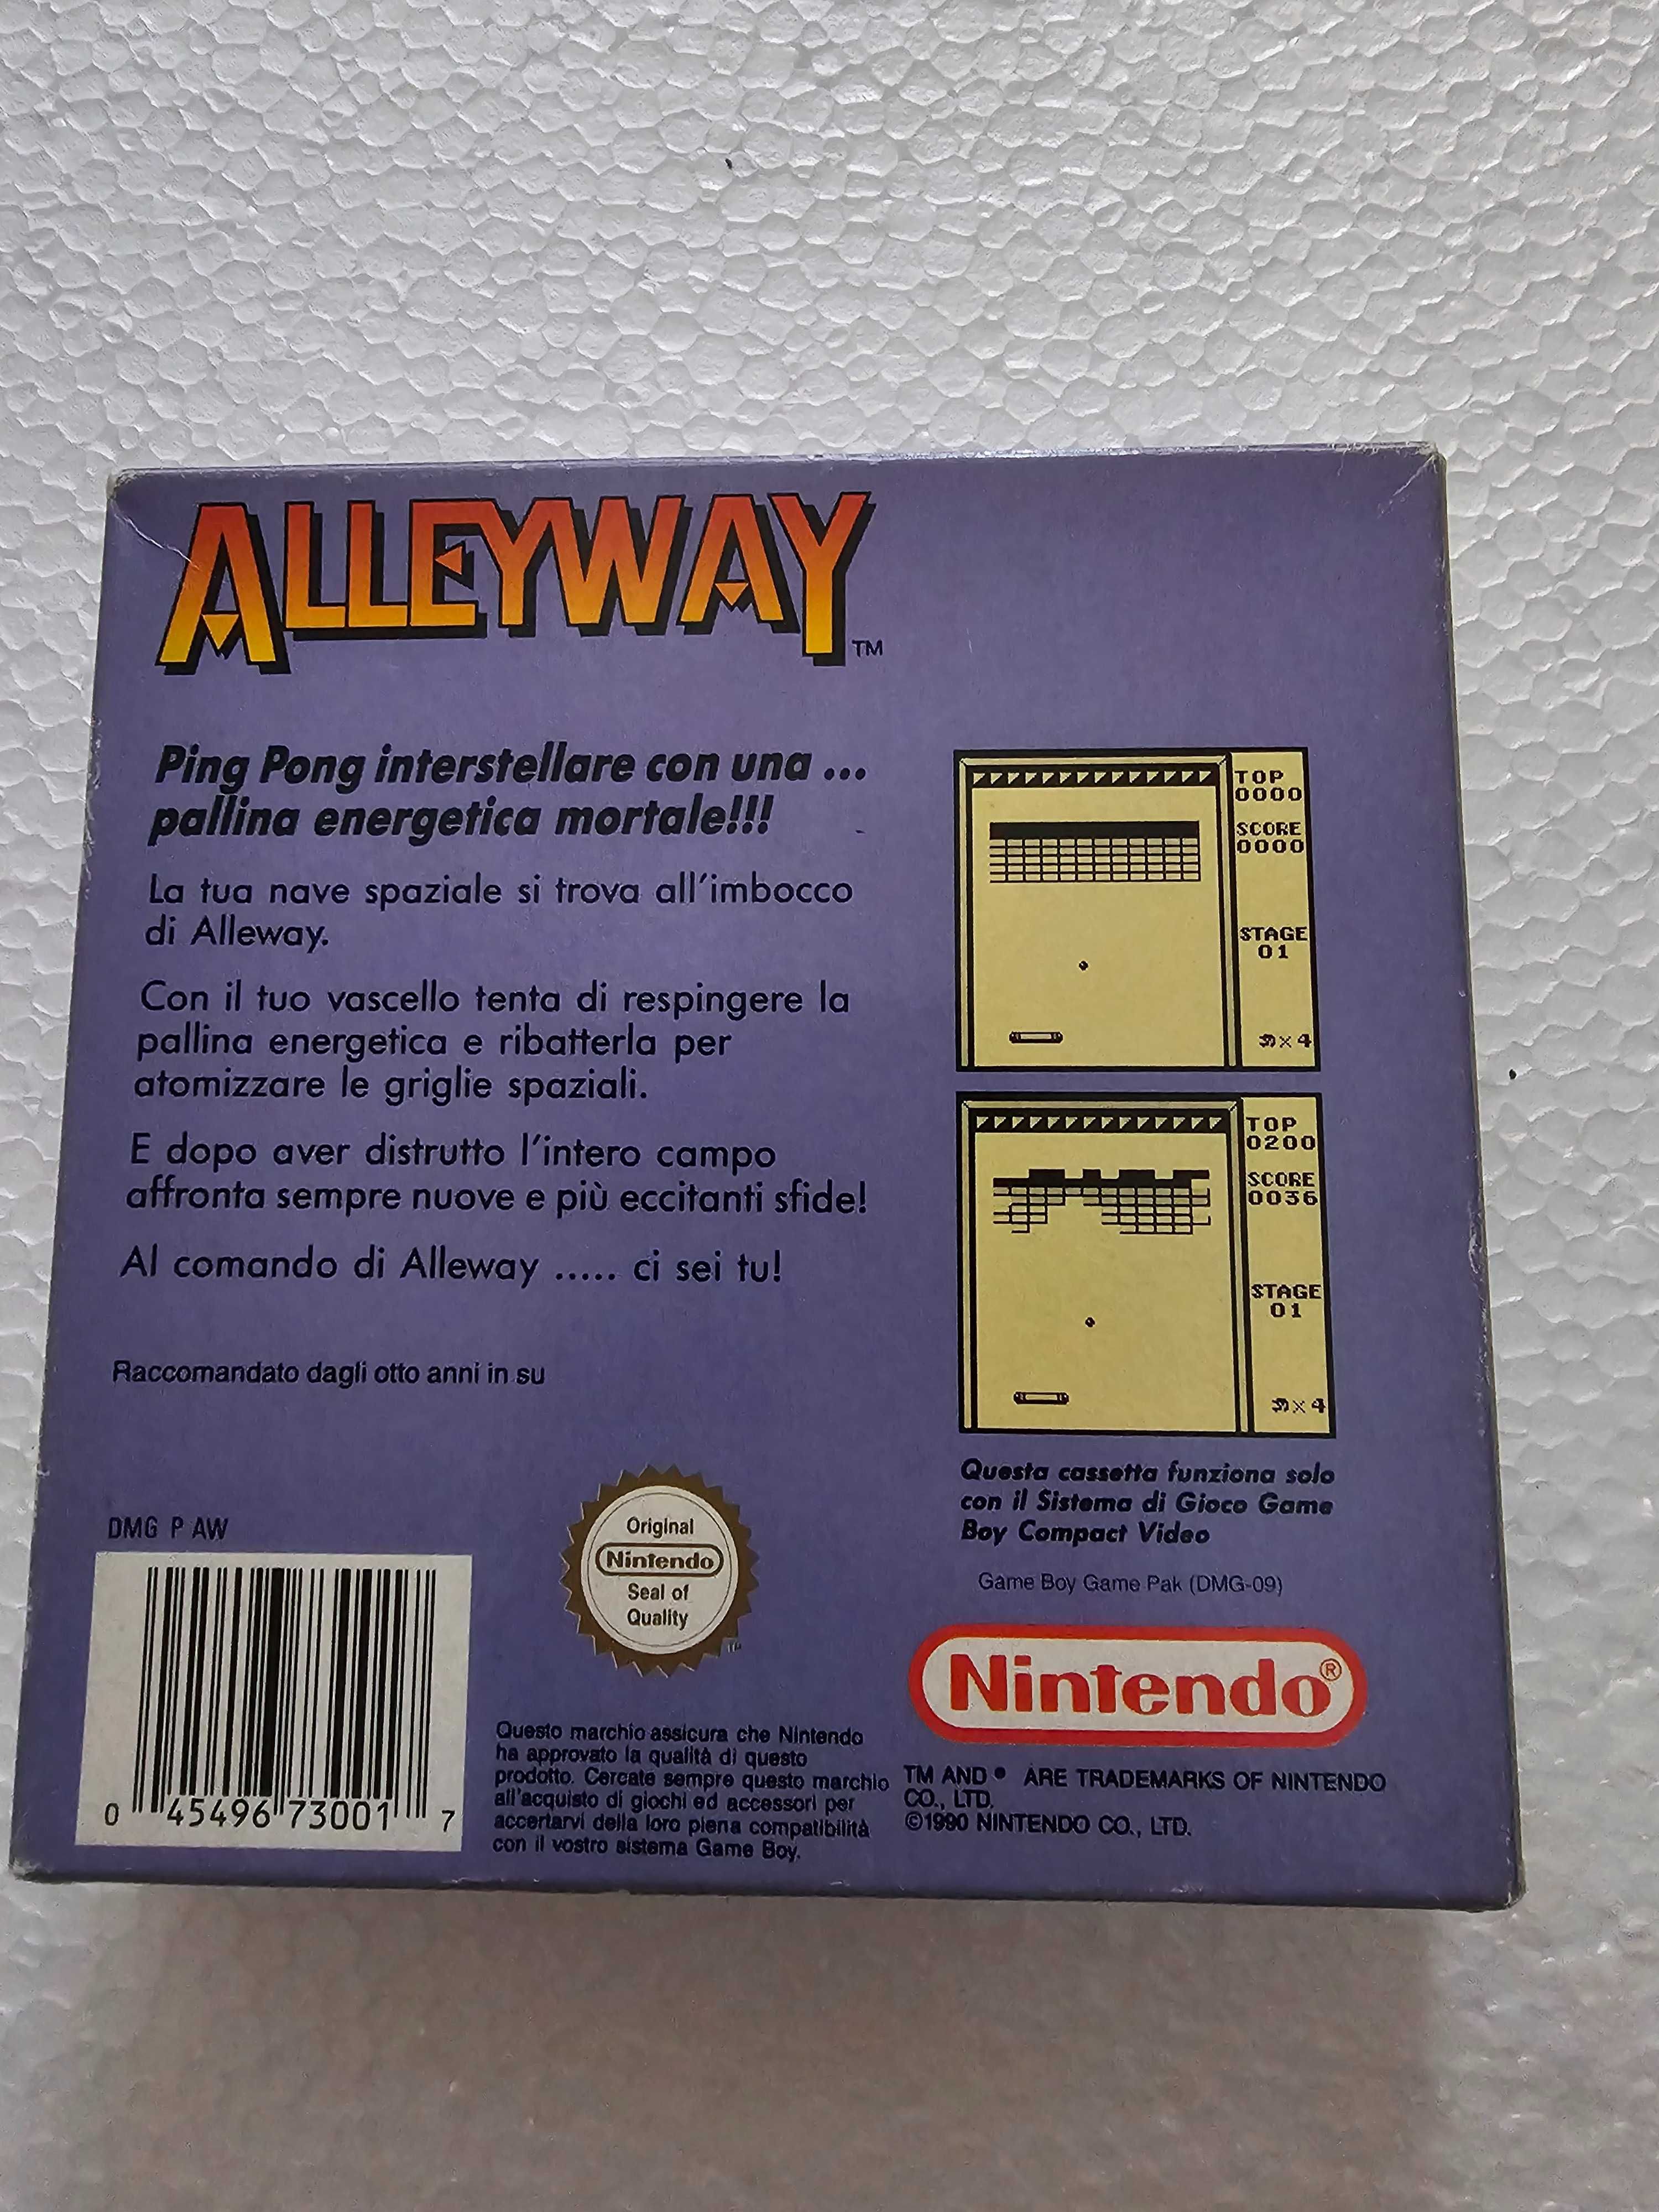 ALLEYWAY
TM
Ping Pong interstellare con una ...
pallina energetica mortale!!!
La tua nave spaziale si trova all'imbocco
di Alleway.
Con il tuo vascello tenta di respingere la
pallina energetica e ribatterla per
atomizzare le griglie spaziali.
E dopo aver distrutto l'intero campo
affronta sempre nuove e più eccitanti sfide!
Al comando di Alleway ..... ci sei tu!
Raccomandato dagli otto anni in su
TOP
0000
SCORE
0000
STAGE
01
× 4
TOP
0200
SCORE
0036
STAGE
01
× 4
Questa cassetta funziona solo
con il Sistema di Gioco Game
Boy Compact Video
Game Boy Game Pak (DMG-09)
DMG P AW
0 45496 73001 7
Original
Nintendo
Seal of
Quality
TM
Questo marchio assicura che Nintendo
ha approvato la qualità di questo
prodotto. Cercate sempre questo marchio
all'acquisto di giochi ed accessori per
accertarvi della loro piena compatibilità
con il vostro sistema Game Boy.
Nintendo®
TM AND ® ARE TRADEMARKS OF NINTENDO
CO., LTD.
©1990 NINTENDO CO., LTD.